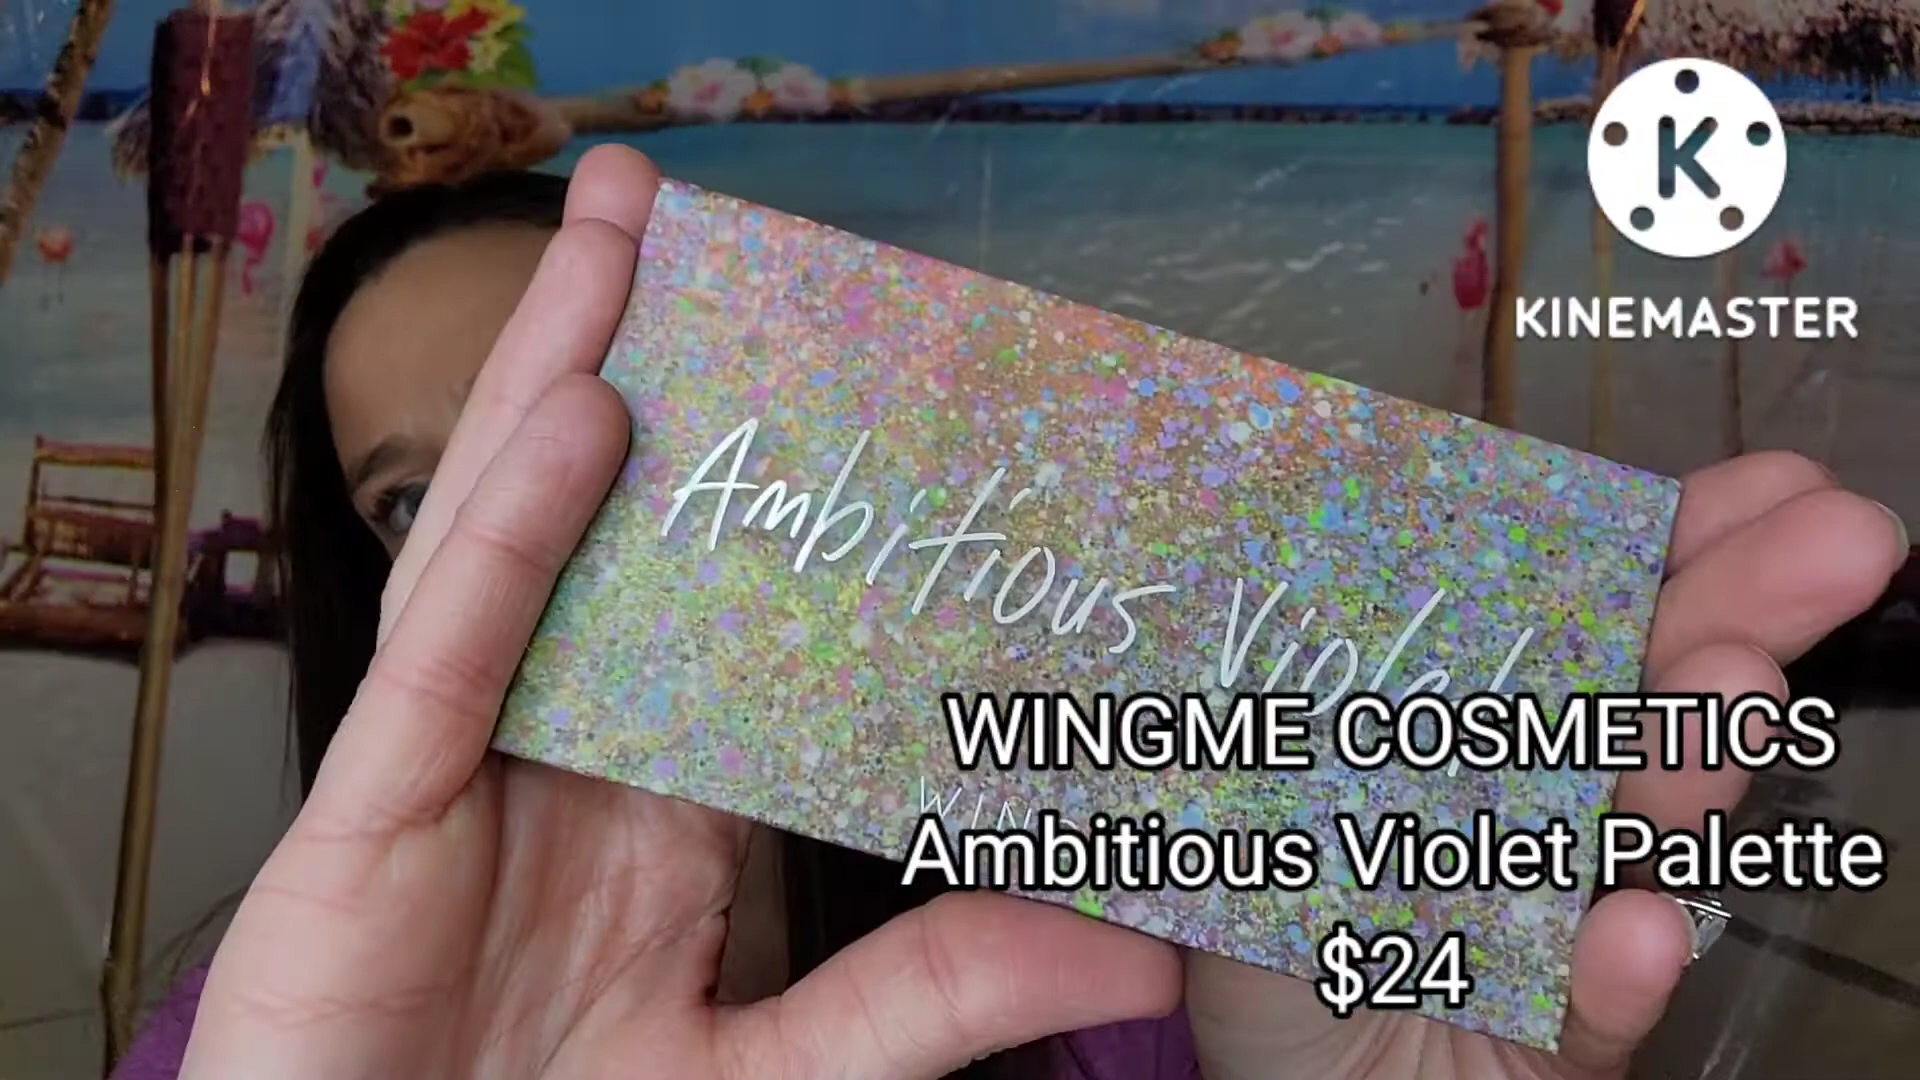 K
KINEMASTER
Ambitious Violet
WINGME COSMETICS
Ambitious Violet Palette
$24